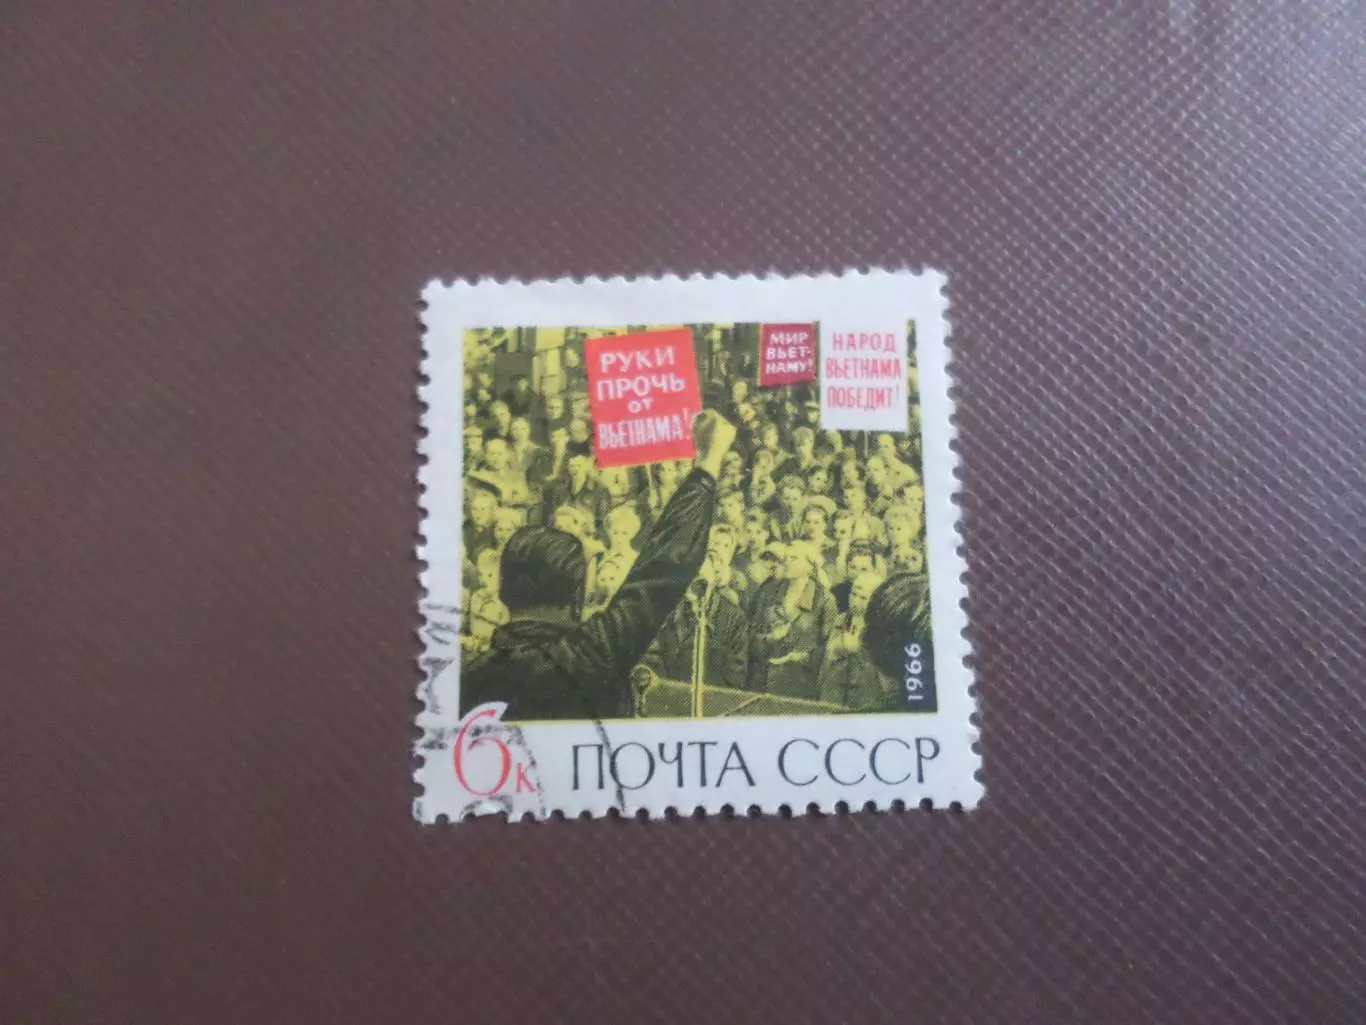 РУКИ
ПРОЧЬ
ОТ
ВЬЕТНАМА!
МИР
ВЬЕТ-
НАМУ!
НАРОД
ВЬЕТНАМА
ПОБЕДИТ!
1966
6к ПОЧТА СССР